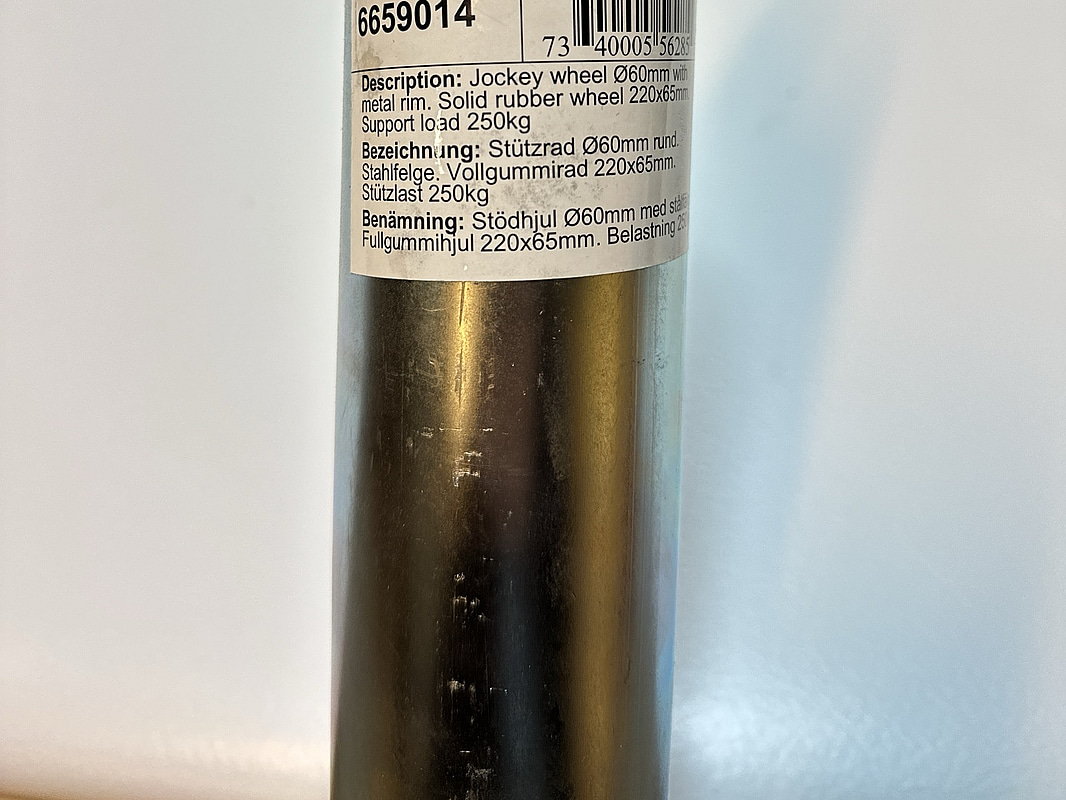 6659014
73 40005 56285
Description: Jockey wheel Ø60mm with
metal rim. Solid rubber wheel 220x65mm.
Support load 250kg
Bezeichnung: Stützrad Ø60mm rund.
Stahlfelge. Vollgummirad 220x65mm.
Stützlast 250kg
Benämning: Stödhjul Ø60mm med
Fullgummihjul 220x65mm. Belastning